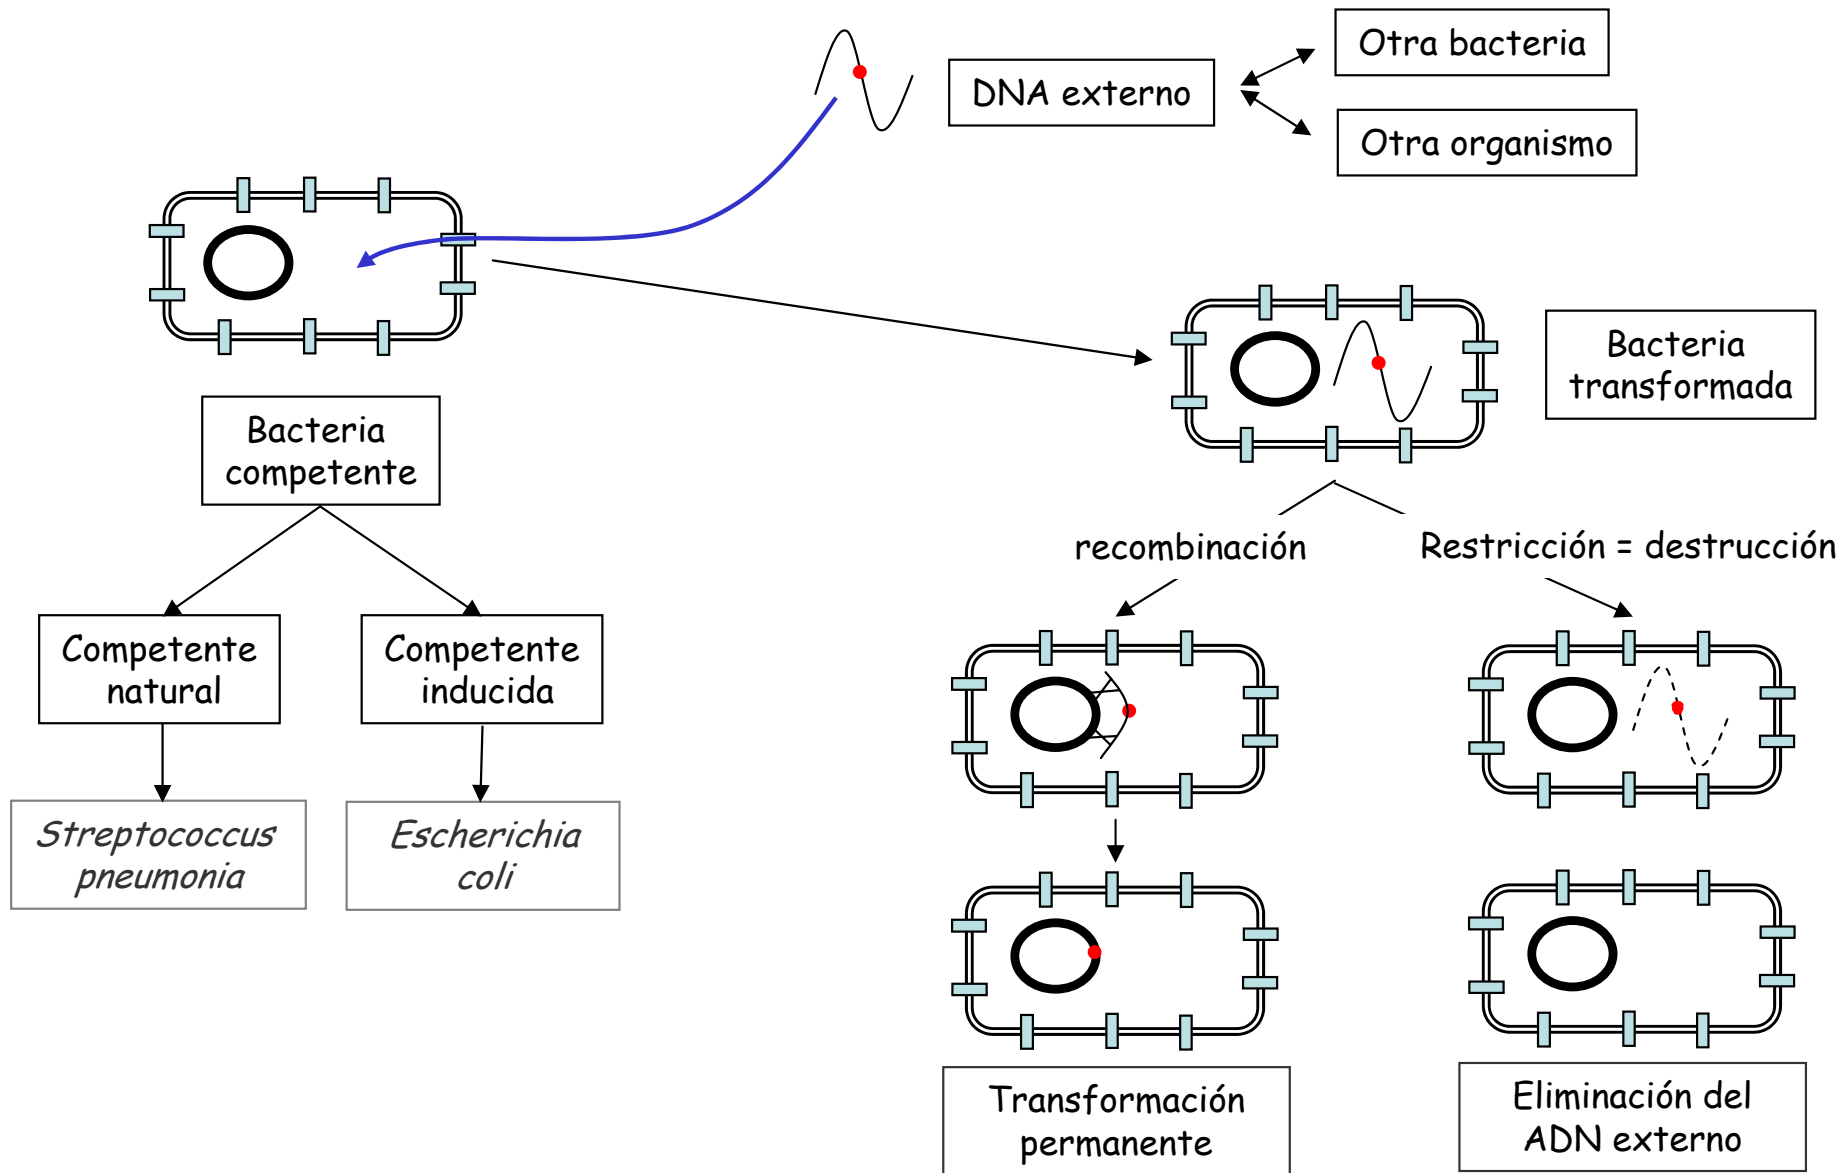 Otra bacteria
DNA externo
Otra organismo
Bacteria
transformada
Bacteria
competente
recombinación
Restricción = destrucción
Competente
natural
Competente
inducida
Streptococcus
pneumonia
Escherichia
coli
Transformación
permanente
Eliminación del
ADN externo